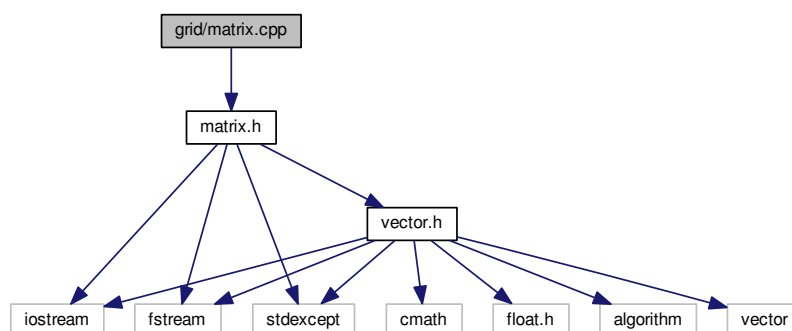 grid/matrix.cpp
matrix.h
vector.h
iostream
fstream
stdexcept
cmath
float.h
algorithm
vector